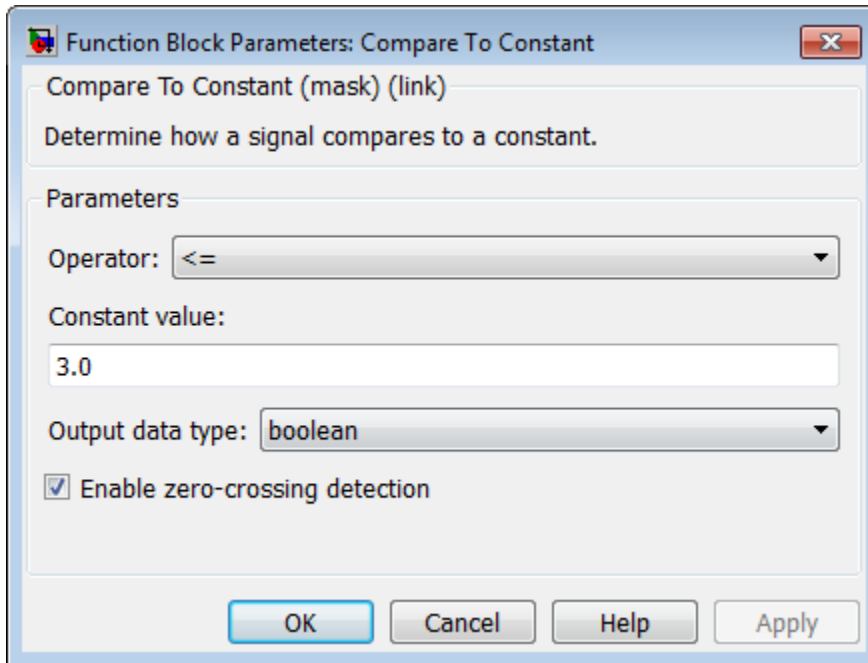 Function Block Parameters: Compare To Constant
Compare To Constant (mask) (link)
Determine how a signal compares to a constant.
Parameters
Operator: <=
Constant value:
3.0
Output data type: boolean
Enable zero-crossing detection
OK Cancel Help Apply